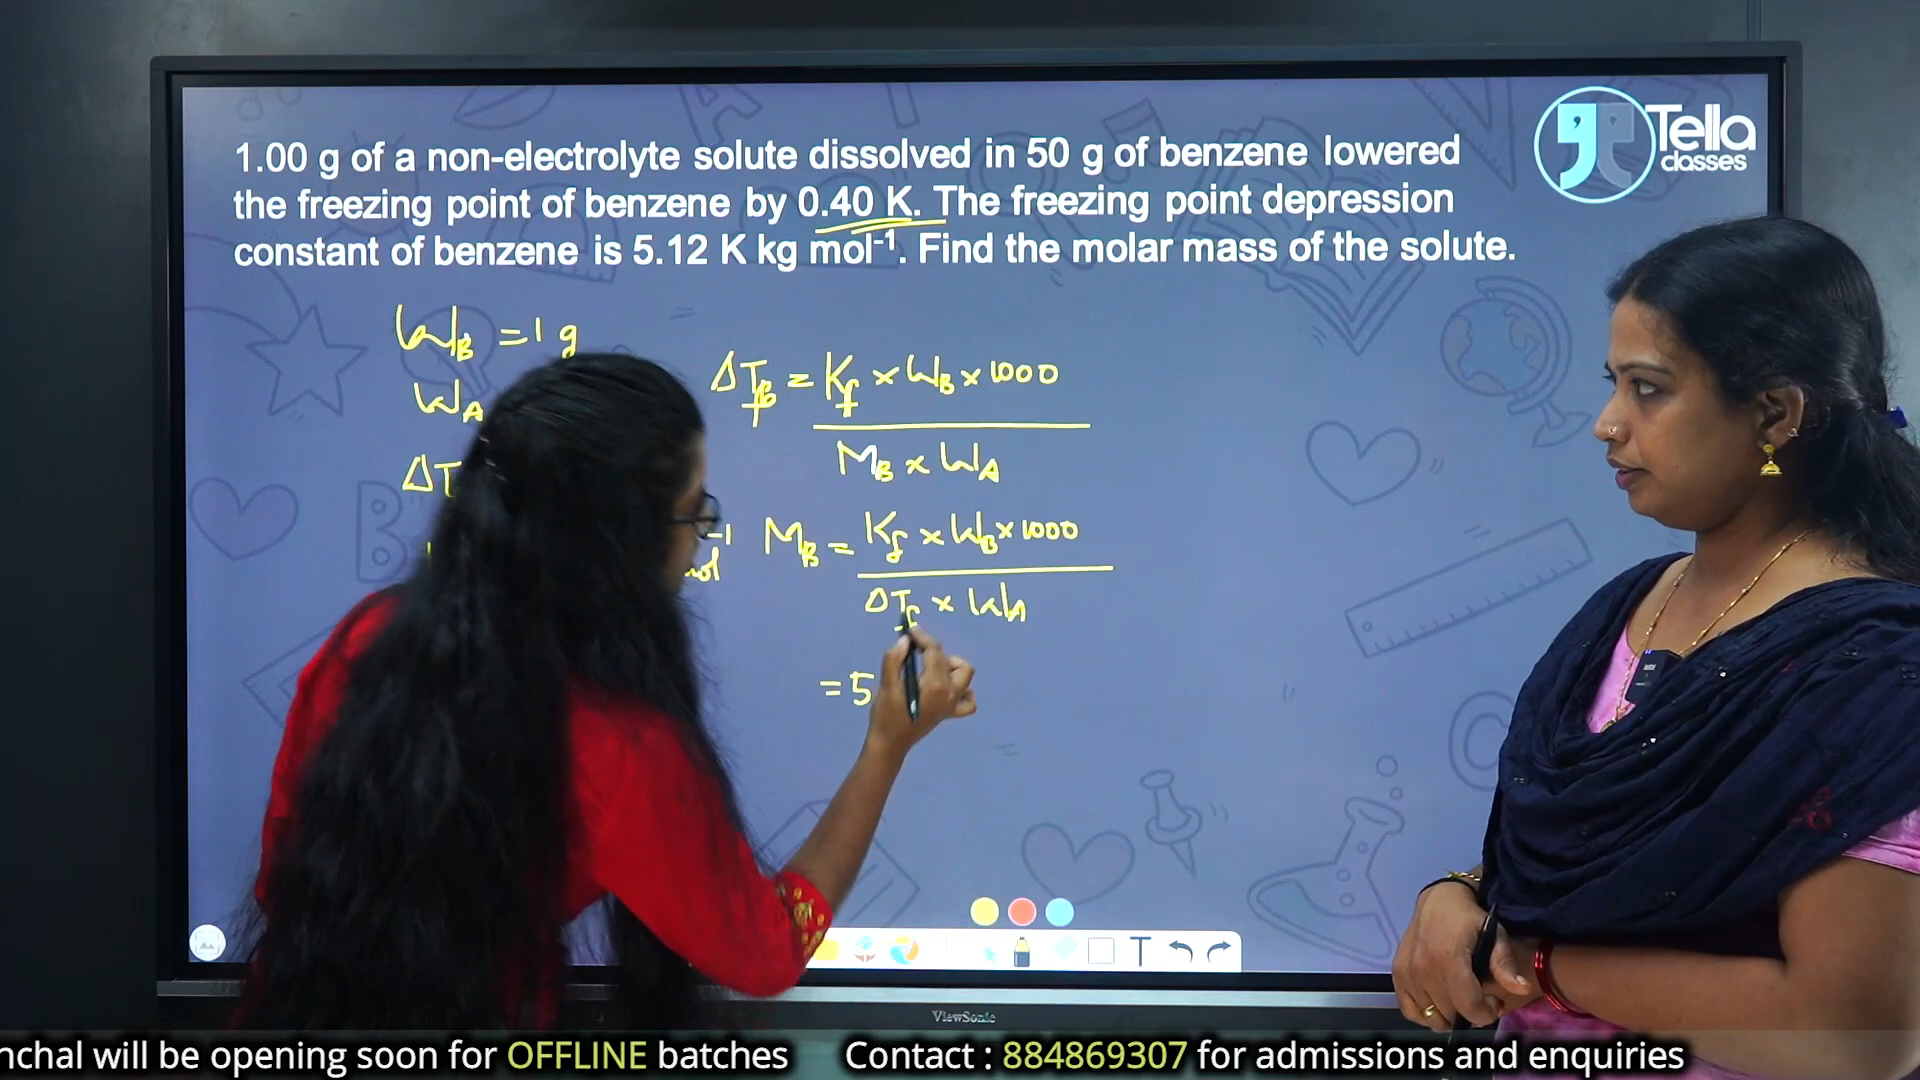 Tella
classes
1.00 g of a non-electrolyte solute dissolved in 50 g of benzene lowered
the freezing point of benzene by 0.40 K. The freezing point depression
constant of benzene is 5.12 K kg mol⁻¹. Find the molar mass of the solute.
W_B = 1 g
W_A
ΔT
ΔT_f = K_f × W_B × 1000
M_B × W_A
M_B = K_f × W_B × 1000
ΔT_f × W_A
= 5
T
ViewSonic
nchal will be opening soon for OFFLINE batches Contact : 884869307 for admissions and enquiries